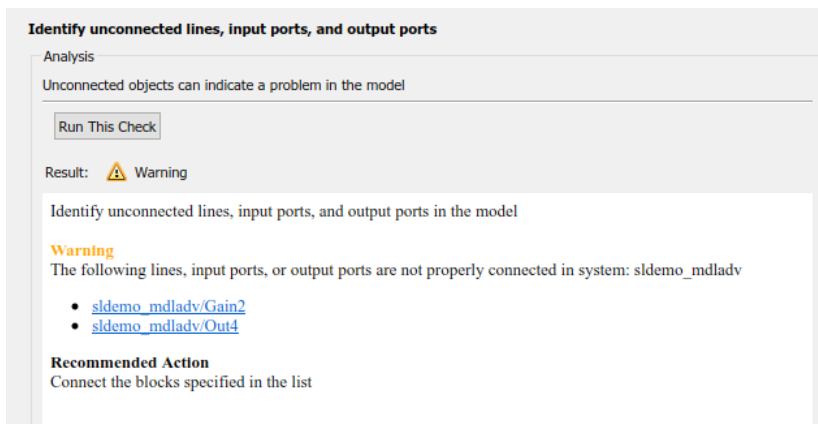 Identify unconnected lines, input ports, and output ports
Analysis
Unconnected objects can indicate a problem in the model
Run This Check
Result: Warning
Identify unconnected lines, input ports, and output ports in the model
Warning
The following lines, input ports, or output ports are not properly connected in system: sldemo_mdladv
• sldemo_mdladv/Gain2
• sldemo_mdladv/Out4
Recommended Action
Connect the blocks specified in the list